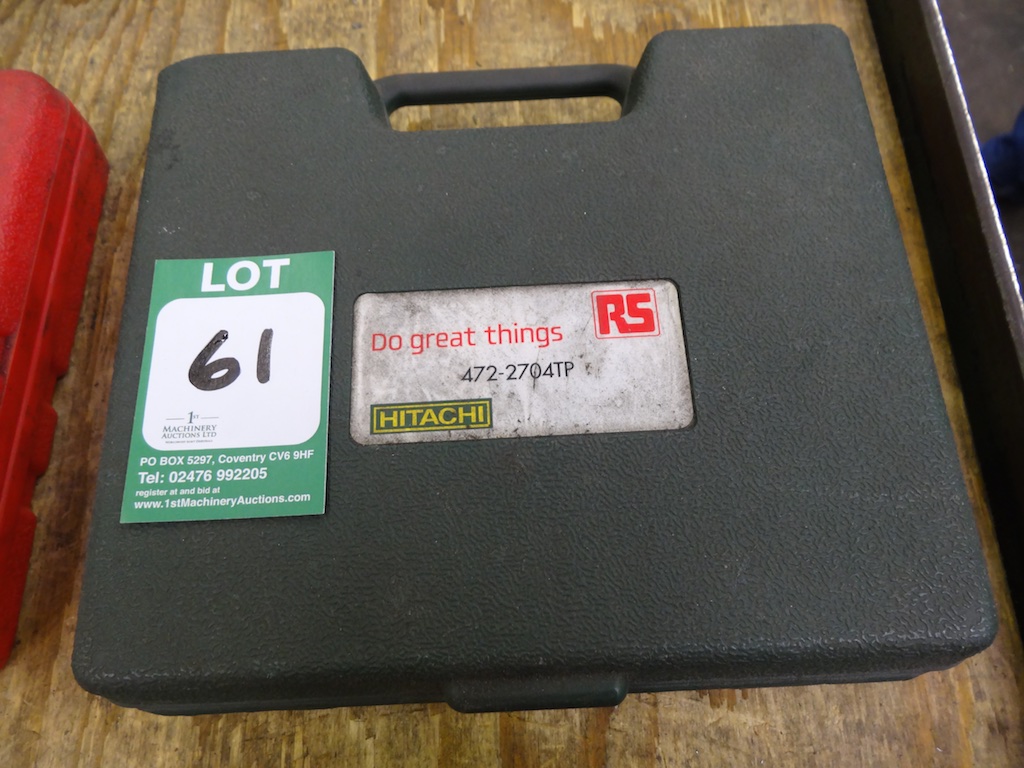 LOT
61
1ST
MACHINERY
AUCTIONS LTD
PO BOX 5297, Coventry CV6 9HF
Tel: 02476 992205
register at and bid at
www.1stMachineryAuctions.com
Do great things
RS
472-2704TP
HITACHI